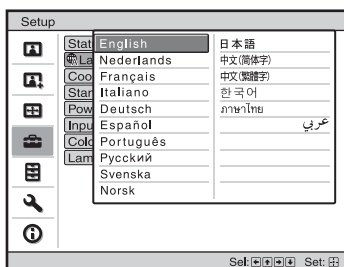 Setup
Stat
La
Coo
Star
Pow
Inpu
Colo
Lam
English
Nederlands
Français
Italiano
Deutsch
Español
Português
Русский
Svenska
Norsk
日本語
中文(简体字)
中文(繁體字)
한국어
ภาษาไทย
عربي
Sel: Set: